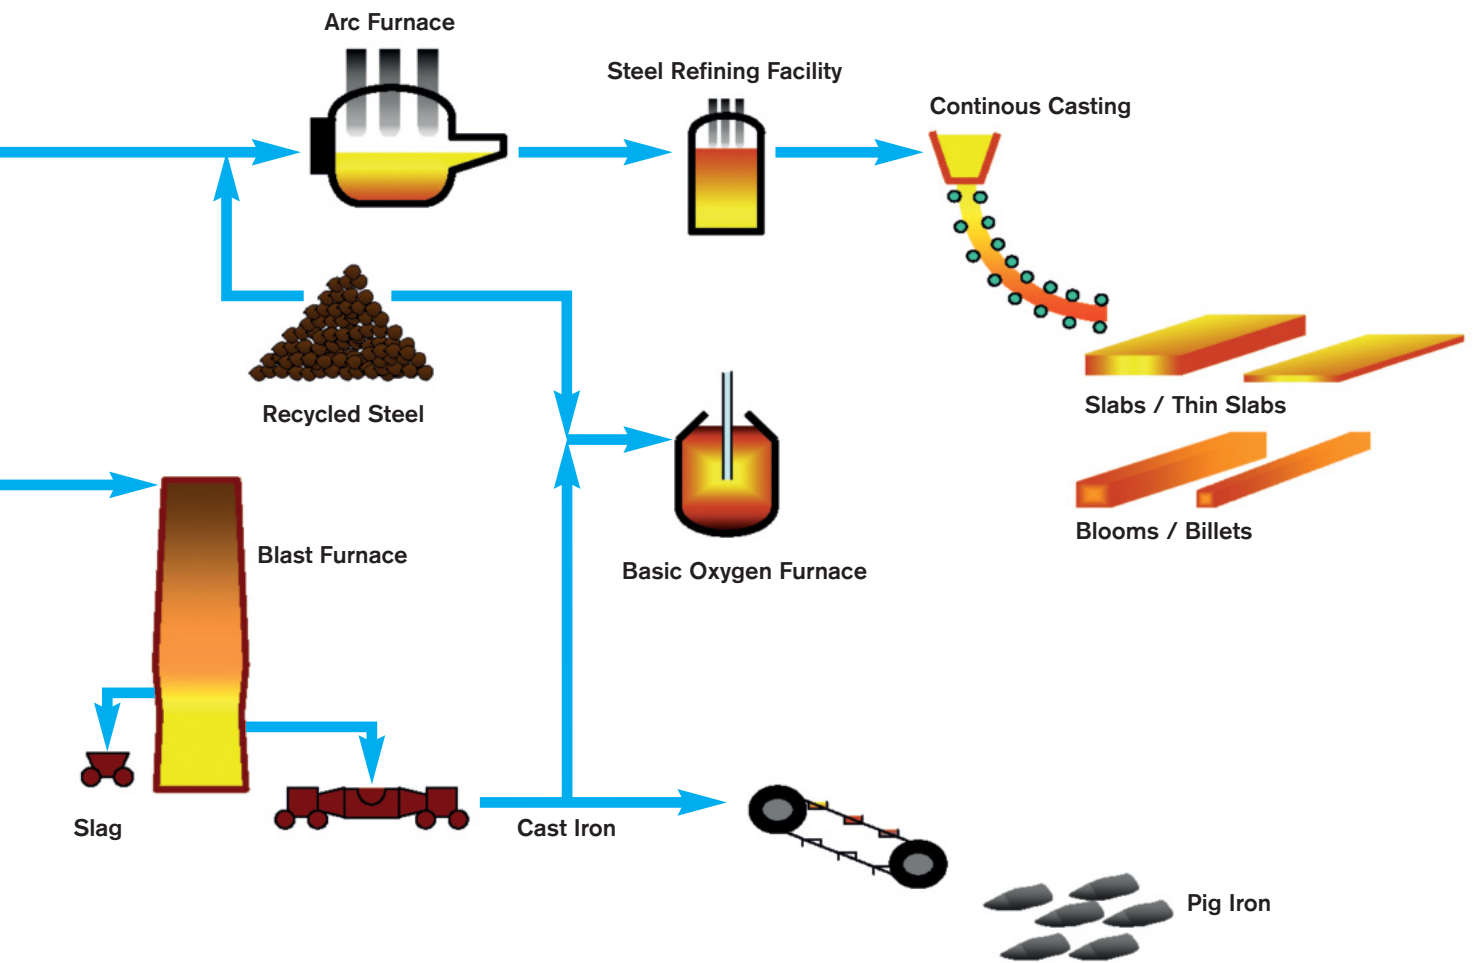 Arc Furnace
Steel Refining Facility
Continous Casting
Recycled Steel
Slabs / Thin Slabs
Blooms / Billets
Blast Furnace
Basic Oxygen Furnace
Slag
Cast Iron
Pig Iron